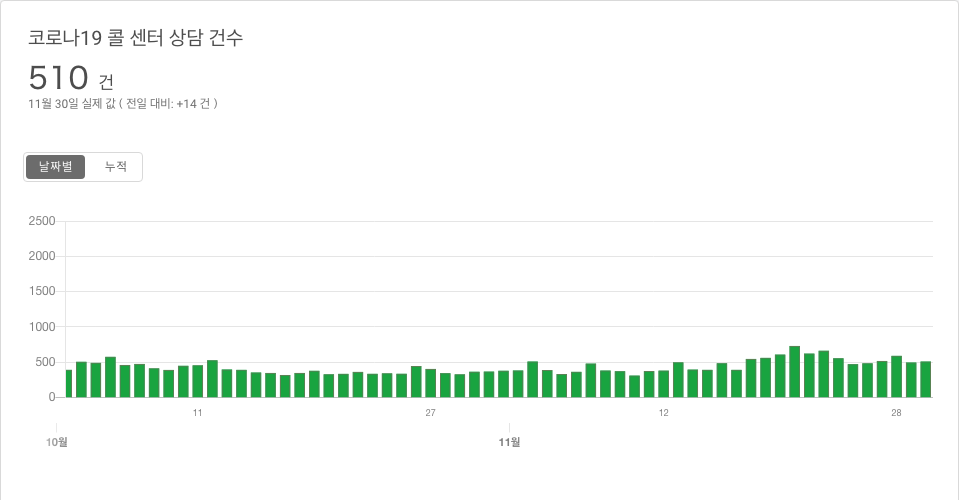 코로나19 콜 센터 상담 건수
510 건
11월 30일 실제 값 ( 전일 대비: +14 건 )
날짜별 누적
2500
2000
1500
1000
500
0
11 27 12 28
10월 11월